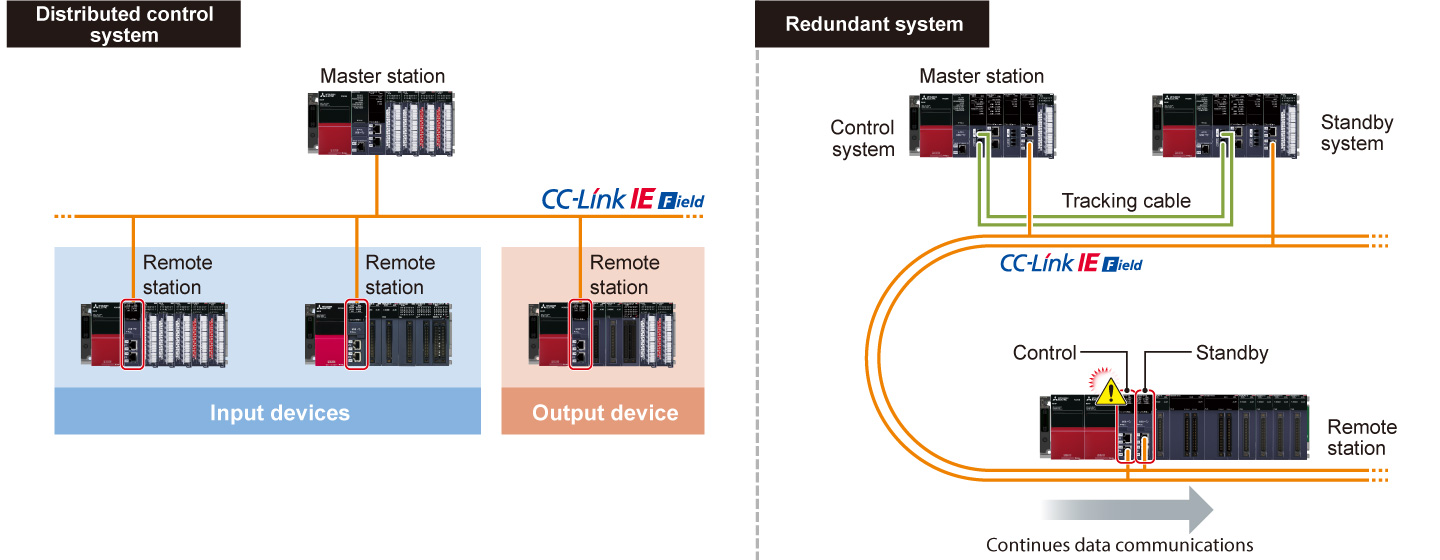 Distributed control
system
Master station
CC-Link IE Field
Remote
station
Remote
station
Remote
station
Input devices
Output device
Redundant system
Master station
Control
system
Standby
system
Tracking cable
CC-Link IE Field
Control
Standby
Remote
station
Continues data communications